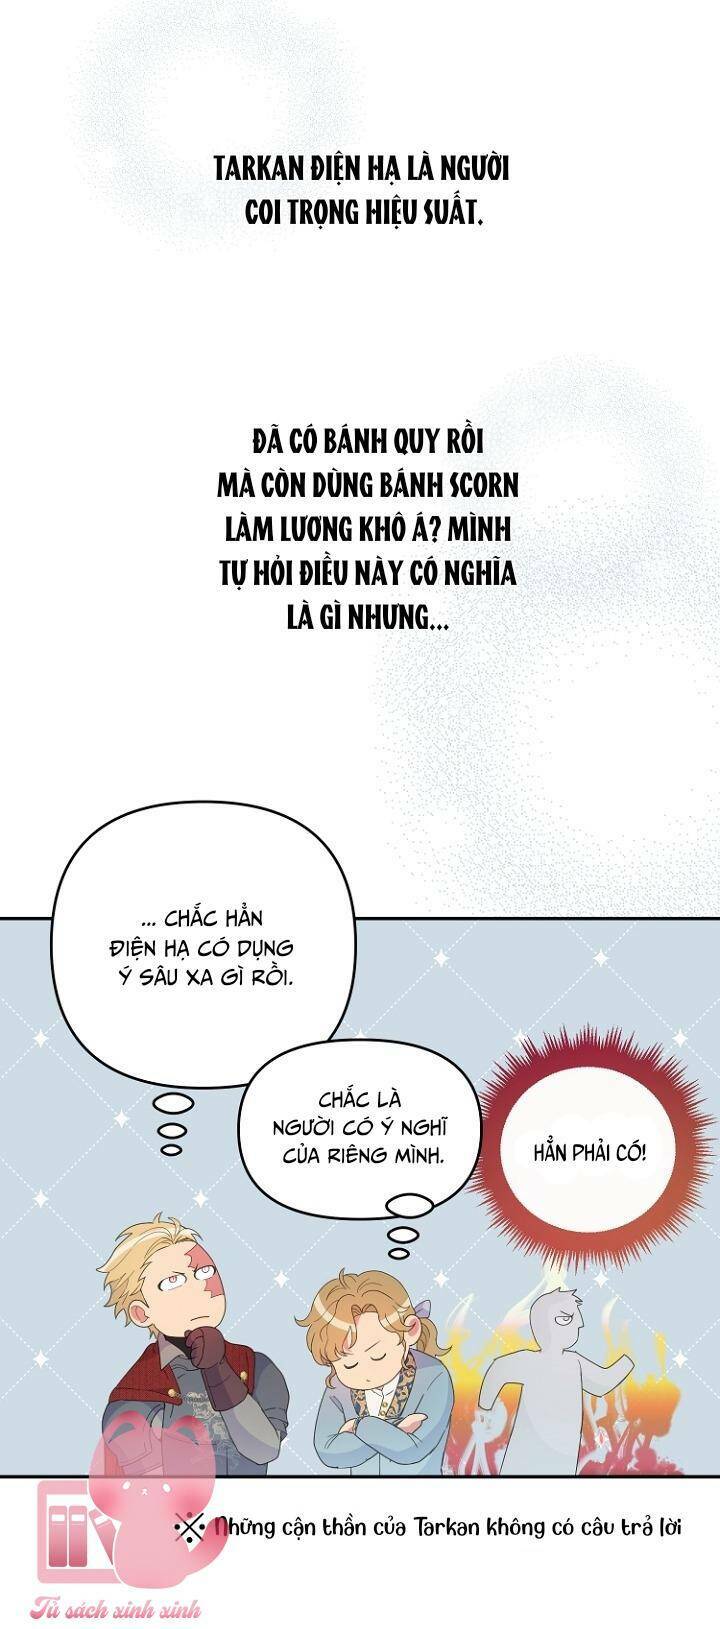 TARKAN ĐIỆN HẠ LÀ NGƯỜI
COI TRỌNG HIỆU SUẤT.
ĐÃ CÓ BÁNH QUY RỒI
MÀ CÒN DÙNG BÁNH SCORN
LÀM LƯƠNG KHÔ Á? MÌNH
TỰ HỎI ĐIỀU NÀY CÓ NGHĨA
LÀ GÌ NHƯNG...
... CHẮC HẲN
ĐIỆN HẠ CÓ DỤNG
Ý SÂU XA GÌ RỒI.
CHẮC LÀ
NGƯỜI CÓ Ý NGHĨ
CỦA RIÊNG MÌNH.
HẲN PHẢI CÓ!
※ Những cận thần của Tarkan không có câu trả lời
Tủ sách xinh xinh